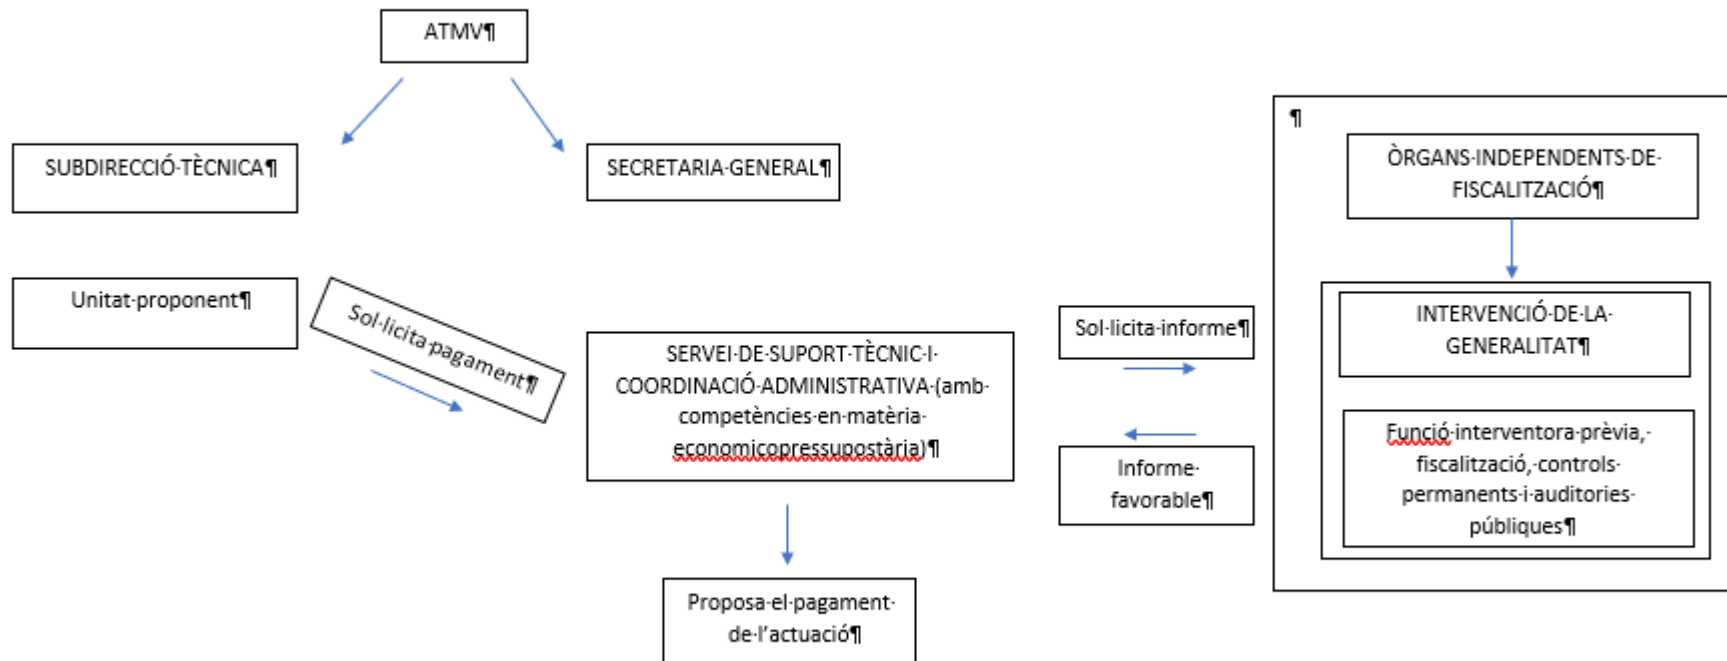 ATMV¶
SUBDIRECCIÓ·TÈCNICA¶
SECRETARIA·GENERAL¶
¶
ÒRGANS·INDEPENDENTS·DE·
FISCALITZACIÓ¶
Unitat·proponent¶
Sol·licita·pagament¶
SERVEI·DE·SUPORT·TÈCNIC·I·
COORDINACIÓ·ADMINISTRATIVA·(amb·
competències·en·matèria·
economicopressupostària)¶
Sol·licita·informe¶
Informe·
favorable¶
INTERVENCIÓ·DE·LA·
GENERALITAT¶
Funció·interventora·prèvia,·
fiscalització,·controls·
permanents·i·auditories·
públiques¶
Proposa·el·pagament·
de·l'actuació¶